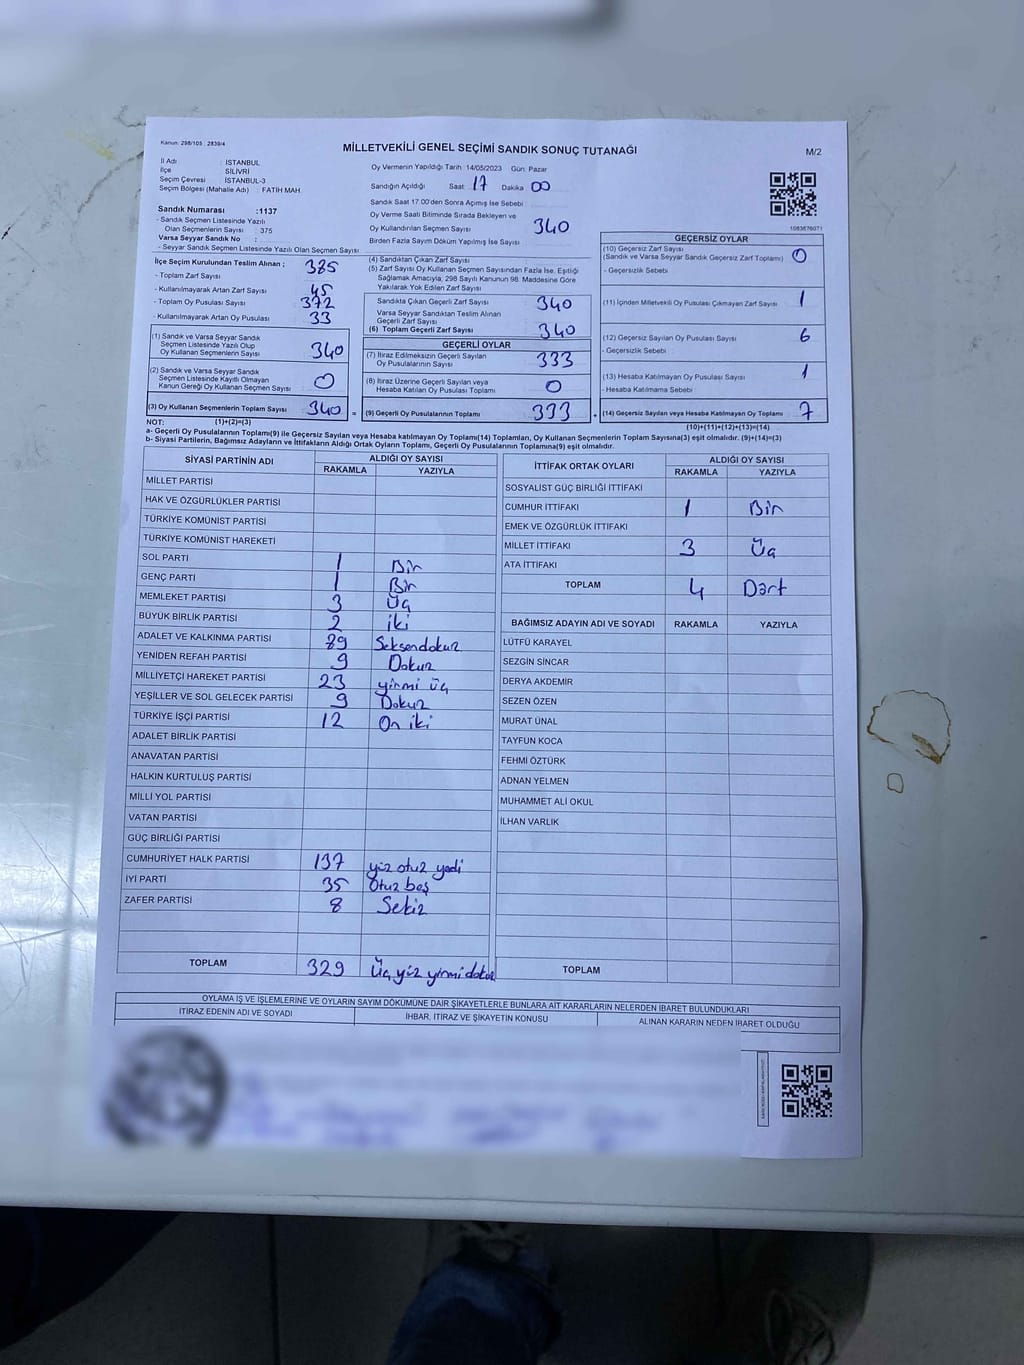 Kanun: 298/105 : 2839/4
MİLLETVEKİLİ GENEL SEÇİMİ SANDIK SONUÇ TUTANAĞI
M/2
İl Adı : İSTANBUL
İlçe : SİLİVRİ
Seçim Çevresi : İSTANBUL-3
Seçim Bölgesi (Mahalle Adı) : FATİH MAH.
Sandık Numarası :1137
- Sandık Seçmen Listesinde Yazılı
Olan Seçmenlerin Sayısı : 375
Varsa Seyyar Sandık No :
- Seyyar Sandık Seçmen Listesinde Yazılı Olan Seçmen Sayısı :
Oy Vermenin Yapıldığı Tarih: 14/05/2023 Gün: Pazar
Sandığın Açıldığı Saat 17 Dakika 00
Sandık Saat 17.00'den Sonra Açılmış İse Sebebi
Oy Verme Saati Bitiminde Sırada Bekleyen ve
Oy Kullandırılan Seçmen Sayısı 340
Birden Fazla Sayım Döküm Yapılmış İse Sayısı
1083676071
İlçe Seçim Kurulundan Teslim Alınan ;
- Toplam Zarf Sayısı 385
- Kullanılmayarak Artan Zarf Sayısı 45
- Toplam Oy Pusulası Sayısı 372
- Kullanılmayarak Artan Oy Pusulası 33
(1) Sandık ve Varsa Seyyar Sandık
Seçmen Listesinde Yazılı Olup
Oy Kullanan Seçmenlerin Sayısı 340
(2) Sandık ve Varsa Seyyar Sandık
Seçmen Listesinde Kayıtlı Olmayan
Kanun Gereği Oy Kullanan Seçmen Sayısı 0
(3) Oy Kullanan Seçmenlerin Toplam Sayısı 340 =
(1)+(2)=(3)
(4) Sandıktan Çıkan Zarf Sayısı
(5) Zarf Sayısı Oy Kullanan Seçmen Sayısından Fazla İse, Eşitliği
Sağlamak Amacıyla; 298 Sayılı Kanunun 98. Maddesine Göre
Yakılarak Yok Edilen Zarf Sayısı
Sandıkta Çıkan Geçerli Zarf Sayısı 340
Varsa Seyyar Sandıktan Teslim Alınan
Geçerli Zarf Sayısı
(6) Toplam Geçerli Zarf Sayısı 340
GEÇERLİ OYLAR
(7) İtiraz Edilmeksizin Geçerli Sayılan
Oy Pusulalarının Sayısı 333
(8) İtiraz Üzerine Geçerli Sayılan veya
Hesaba Katılan Oy Pusulası Toplamı 0
(9) Geçerli Oy Pusulalarının Toplamı 333 +
GEÇERSİZ OYLAR
(10) Geçersiz Zarf Sayısı 0
(Sandık ve Varsa Seyyar Sandık Geçersiz Zarf Toplamı)
- Geçersizlik Sebebi :
(11) İçinden Milletvekili Oy Pusulası Çıkmayan Zarf Sayısı 1
(12) Geçersiz Sayılan Oy Pusulası Sayısı 6
- Geçersizlik Sebebi :
(13) Hesaba Katılmayan Oy Pusulası Sayısı 1
- Hesaba Katılmama Sebebi :
(14) Geçersiz Sayılan veya Hesaba Katılmayan Oy Toplamı 7
(10)+(11)+(12)+(13)=(14)
NOT:
a- Geçerli Oy Pusulalarının Toplamı(9) ile Geçersiz Sayılan veya Hesaba katılmayan Oy Toplamı(14) Toplamları, Oy Kullanan Seçmenlerin Toplam Sayısına(3) eşit olmalıdır. (9)+(14)=(3)
b- Siyasi Partilerin, Bağımsız Adayların ve İttifakların Aldığı Ortak Oyların Toplamı, Geçerli Oy Pusulalarının Toplamına(9) eşit olmalıdır.
SİYASİ PARTİNİN ADI
ALDIĞI OY SAYISI
RAKAMLA YAZIYLA
MİLLET PARTİSİ
HAK VE ÖZGÜRLÜKLER PARTİSİ
TÜRKİYE KOMÜNİST PARTİSİ
TÜRKİYE KOMÜNİST HAREKETİ
SOL PARTİ 1 Bir
GENÇ PARTİ 1 Bir
MEMLEKET PARTİSİ 3 Üç
BÜYÜK BİRLİK PARTİSİ 2 iki
ADALET VE KALKINMA PARTİSİ 89 Seksendokuz
YENİDEN REFAH PARTİSİ 9 Dokuz
MİLLİYETÇİ HAREKET PARTİSİ 23 yirmi üç
YEŞİLLER VE SOL GELECEK PARTİSİ 9 Dokuz
TÜRKİYE İŞÇİ PARTİSİ 12 On iki
ADALET BİRLİK PARTİSİ
ANAVATAN PARTİSİ
HALKIN KURTULUŞ PARTİSİ
MİLLİ YOL PARTİSİ
VATAN PARTİSİ
GÜÇ BİRLİĞİ PARTİSİ
CUMHURİYET HALK PARTİSİ 137 yüz otuz yedi
İYİ PARTİ 35 Otuz beş
ZAFER PARTİSİ 8 Sekiz
TOPLAM 329 Üç yüz yirmi dokuz
İTTİFAK ORTAK OYLARI
ALDIĞI OY SAYISI
RAKAMLA YAZIYLA
SOSYALİST GÜÇ BİRLİĞİ İTTİFAKI
CUMHUR İTTİFAKI 1 Bir
EMEK VE ÖZGÜRLÜK İTTİFAKI
MİLLET İTTİFAKI 3 Üç
ATA İTTİFAKI
TOPLAM 4 Dört
BAĞIMSIZ ADAYIN ADI VE SOYADI RAKAMLA YAZIYLA
LÜTFÜ KARAYEL
SEZGİN SİNCAR
DERYA AKDEMİR
SEZEN ÖZEN
MURAT ÜNAL
TAYFUN KOCA
FEHMİ ÖZTÜRK
ADNAN YELMEN
MUHAMMET ALİ OKUL
İLHAN VARLIK
TOPLAM
OYLAMA İŞ VE İŞLEMLERİNE VE OYLARIN SAYIM DÖKÜMÜNE DAİR ŞİKAYETLERLE BUNLARA AİT KARARLARIN NELERDEN İBARET BULUNDUKLARI
İTİRAZ EDENİN ADI VE SOYADI
İHBAR, İTİRAZ VE ŞİKAYETİN KONUSU
ALINAN KARARIN NEDEN İBARET OLDUĞU